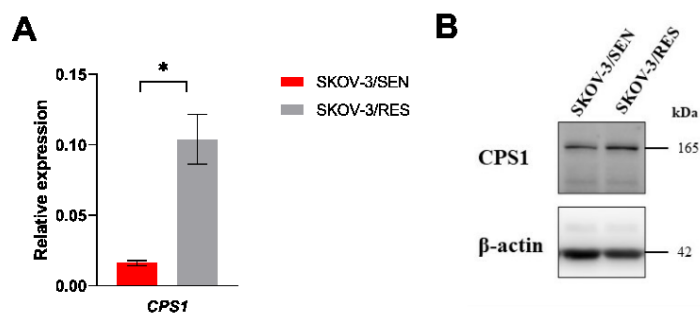 A
Relative expression
0.15
0.10
0.05
0.00
*
CPS1
SKOV-3/SEN
SKOV-3/RES
B
SKOV-3/SEN
SKOV-3/RES
kDa
CPS1
165
β-actin
42